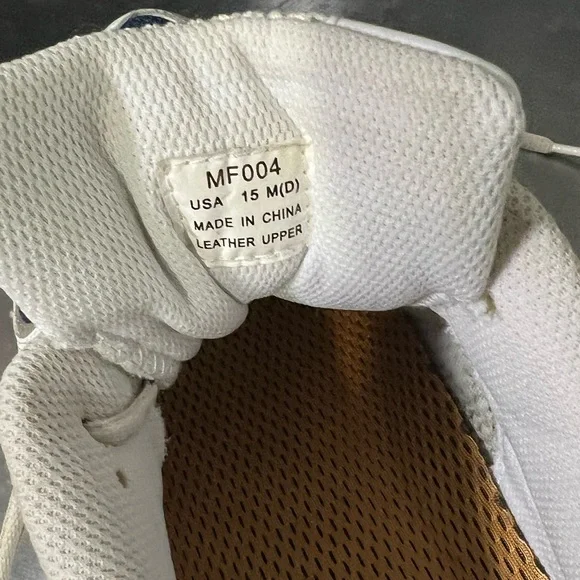 MF004
USA 15 M(D)
MADE IN CHINA
LEATHER UPPER